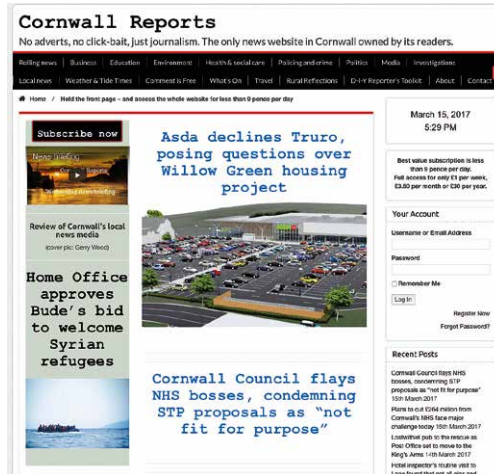 Cornwall Reports
No adverts, no click-bait, just journalism. The only news website in Cornwall owned by its readers.
Rolling news | Business | Education | Environment | Health & social care | Policing and crime | Politics | Media | Investigations
Local news | Weather & Tide Times | Comment is Free | What's On | Travel | Rural Reflections | D-I-Y Reporter's Toolkit | About | Contact
Home / Held the front page – and assess the whole website for less than 9 pence per day
Subscribe now
News briefing
Review of Cornwall's local
news media
(cover pic: Gerry Wood)
Home Office
approves
Bude's bid
to welcome
Syrian
refugees
Asda declines Truro,
posing questions over
Willow Green housing
project
Cornwall Council flays
NHS bosses, condemning
STP proposals as "not
fit for purpose"
March 15, 2017
5:29 PM
Best value subscription is less
than 9 pence per day.
Full access for only £1 per week,
£3.50 per month or £30 per year.
Your Account
Username or Email Address
Password
Remember Me
Log In
Register Now
Forgot Password?
Recent Posts
Cornwall Council flays NHS
bosses, condemning STP
proposals as "not fit for purpose"
15th March 2017
Plans to cut £264 million from
Cornwall's NHS face major
challenge today 15th March 2017
Lostwithiel pub to the rescue as
Post Office set to move to the
King's Arms 14th March 2017
Hotel inspector's routine visit to